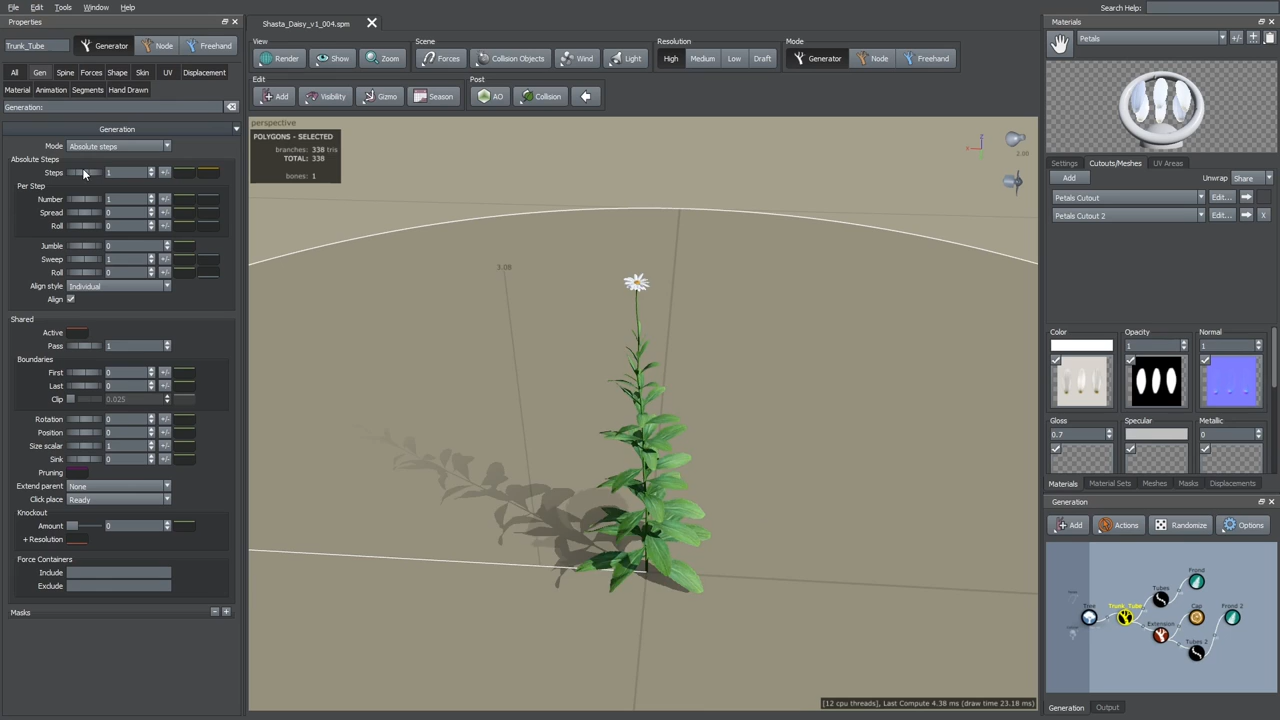 File Edit Tools Window Help
Search Help:
Properties
Trunk_Tube
Generator
Node
Freehand
All Gen Spine Forces Shape Skin UV Displacement
Material Animation Segments Hand Drawn
Generation:
Generation
Mode Absolute steps
Absolute Steps
Steps 1 +/-
Per Step
Number 1 +/-
Spread 0 +/-
Roll 0 +/-
Jumble 0
Sweep 1 +/-
Roll 0 +/-
Align style Individual
Align
Shared
Active
Pass 1
Boundaries
First 0 +/-
Last 0 +/-
Clip 0.025
Rotation 0 +/-
Position 0 +/-
Size scalar 1 +/-
Sink 0 +/-
Pruning
Extend parent None
Click place Ready
Knockout
Amount 0
+ Resolution
Force Containers
Include
Exclude
Masks
Shasta_Daisy_v1_004.spm
View
Render Show Zoom
Scene
Forces Collision Objects Wind Light
Resolution
High Medium Low Draft
Mode
Generator Node Freehand
Edit
Add Visibility Gizmo Season
Post
AO Collision
perspective
POLYGONS - SELECTED
branches: 338 tris
TOTAL: 338
bones: 1
3.08
z
x
2.00
[12 cpu threads], Last Compute 4.38 ms (draw time 23.18 ms)
Materials
Petals +/-
Settings Cutouts/Meshes UV Areas
Add Unwrap Share
Petals Cutout Edit...
Petals Cutout 2 Edit... X
Color Opacity Normal
1 1
Gloss Specular Metallic
0.7 0
Materials Material Sets Meshes Masks Displacements
Generation
Add Actions Randomize Options
Frond
Tubes
Tree Trunk_Tube Extension Cap Frond 2
Tubes 2
Generation Output